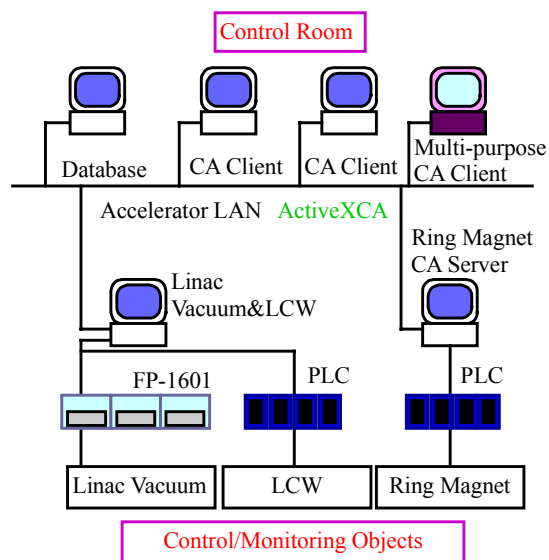 Control Room
Database
CA Client
CA Client
Multi-purpose
CA Client
Accelerator LAN
ActiveXCA
Ring Magnet
CA Server
Linac
Vacuum&LCW
FP-1601
PLC
PLC
Linac Vacuum
LCW
Ring Magnet
Control/Monitoring Objects